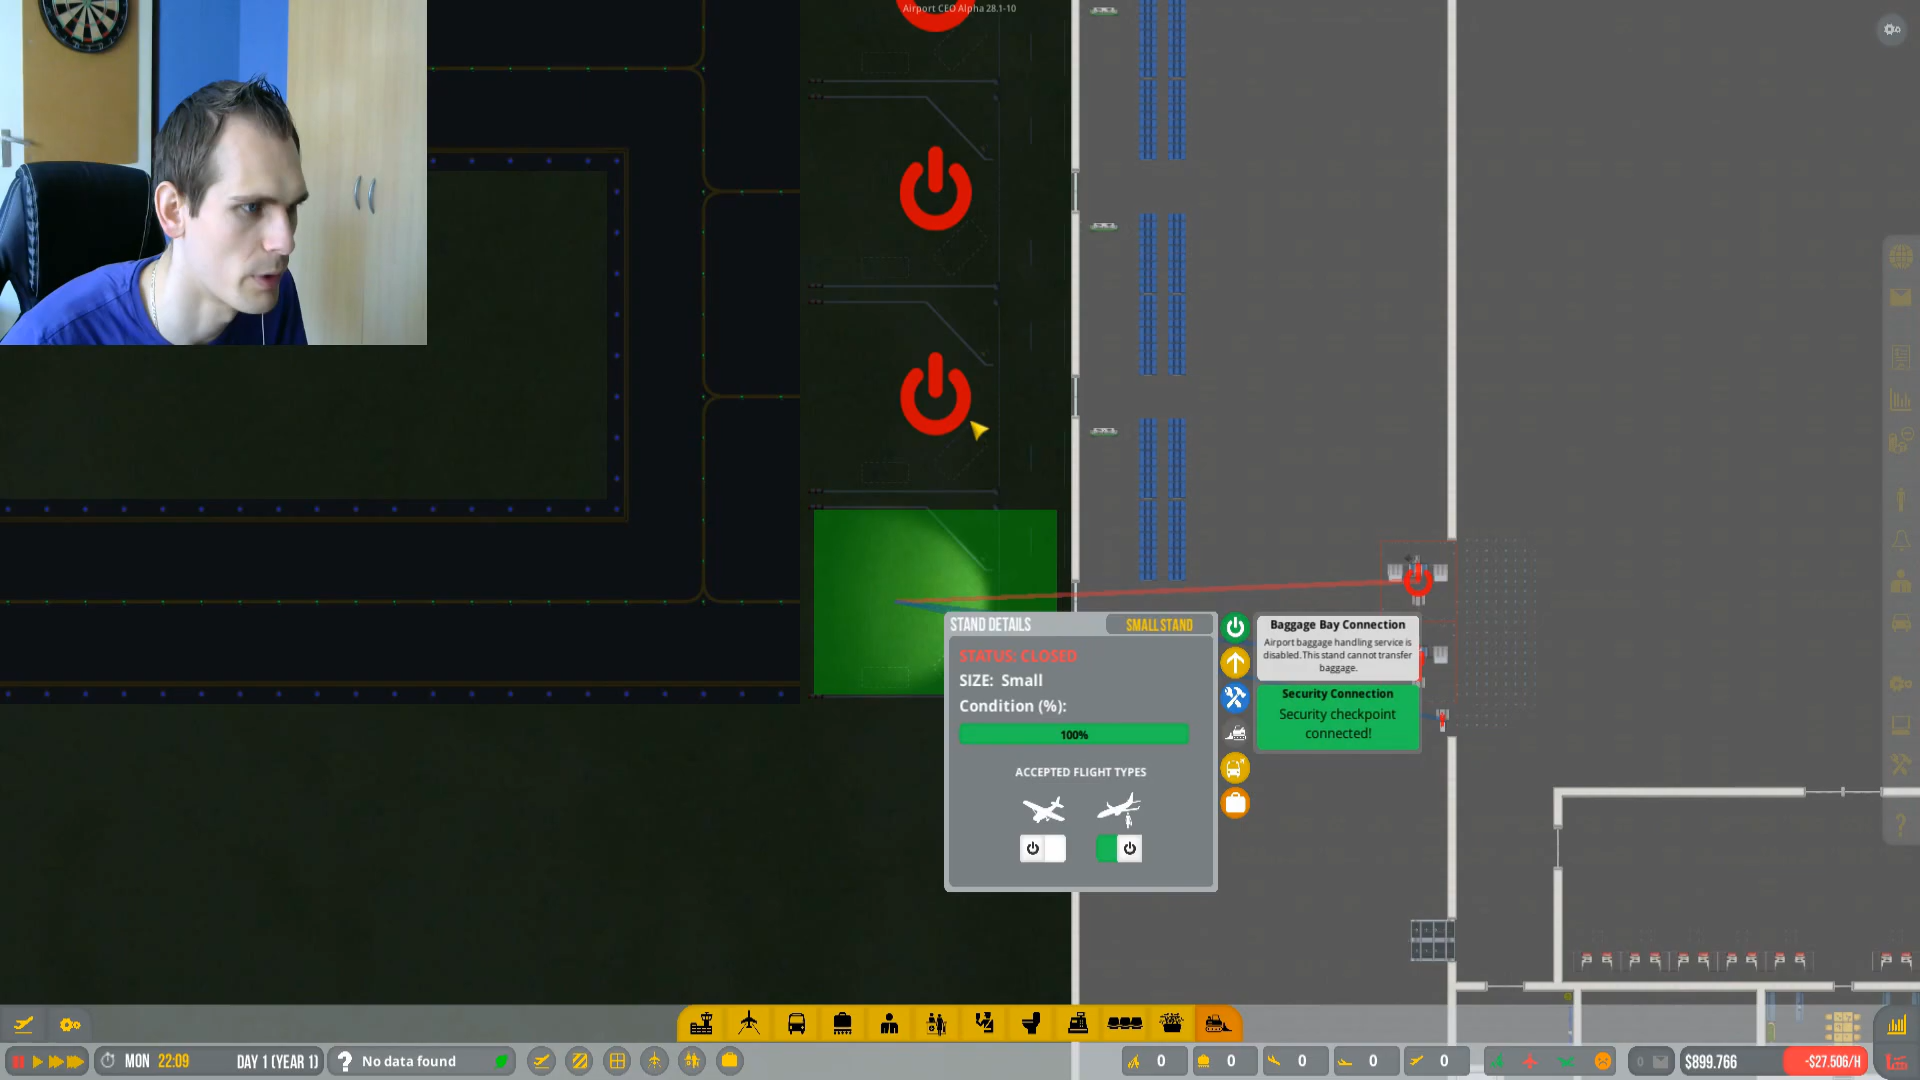 Airport CEO Alpha 28.1-10
STAND DETAILS
SMALL STAND
STATUS: CLOSED
SIZE: Small
Condition (%):
100%
ACCEPTED FLIGHT TYPES
Baggage Bay Connection
Airport baggage handling service is
disabled. This stand cannot transfer
baggage.
Security Connection
Security checkpoint
connected!
MON 22:09 DAY 1 (YEAR 1)
? No data found
0 0 0 0 0
0
$899.766
-$27.506/H